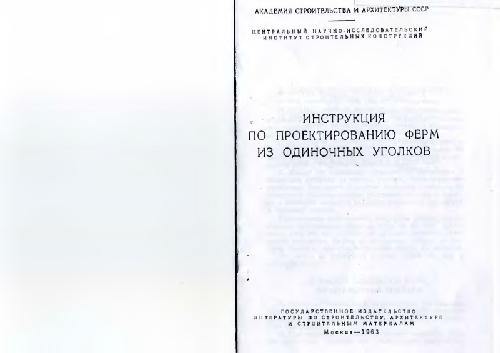 АКАДЕМИЯ СТРОИТЕЛЬСТВА И АРХИТЕКТУРЫ СССР
ЦЕНТРАЛЬНЫЙ НАУЧНО-ИССЛЕДОВАТЕЛЬСКИЙ
ИНСТИТУТ СТРОИТЕЛЬНЫХ КОНСТРУКЦИЙ
ИНСТРУКЦИЯ
ПО ПРОЕКТИРОВАНИЮ ФЕРМ
ИЗ ОДИНОЧНЫХ УГОЛКОВ
ГОСУДАРСТВЕННОЕ ИЗДАТЕЛЬСТВО
ЛИТЕРАТУРЫ ПО СТРОИТЕЛЬСТВУ, АРХИТЕКТУРЕ
И СТРОИТЕЛЬНЫМ МАТЕРИАЛАМ
Москва—1963